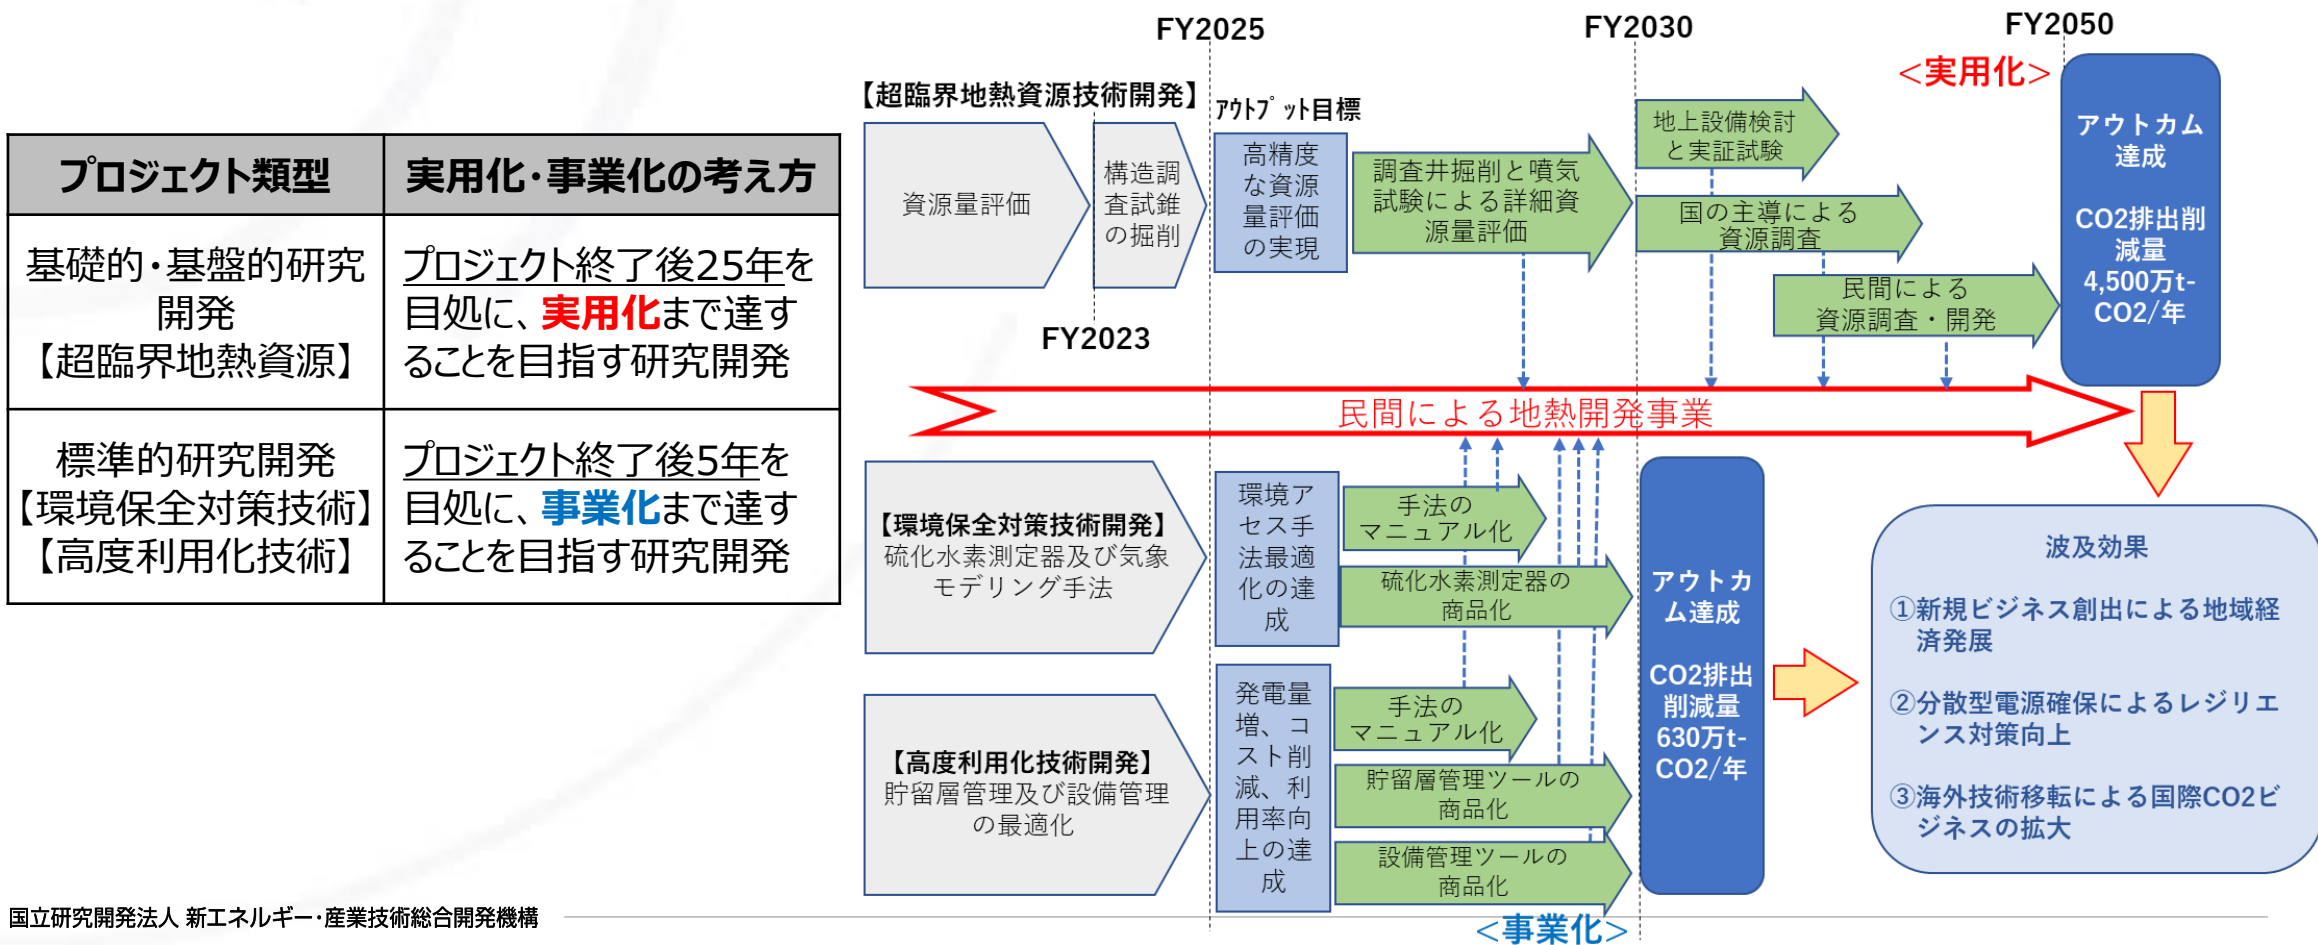 プロジェクト類型
実用化・事業化の考え方
基礎的・基盤的研究
開発
【超臨界地熱資源】
プロジェクト終了後25年を
目処に、実用化まで達す
ることを目指す研究開発
標準的研究開発
【環境保全対策技術】
【高度利用化技術】
プロジェクト終了後5年を
目処に、事業化まで達す
ることを目指す研究開発
FY2025
FY2030
FY2050
<実用化>
【超臨界地熱資源技術開発】
アウトプット目標
資源量評価
構造調
査試錐
の掘削
FY2023
高精度
な資源
量評価
の実現
調査井掘削と噴気
試験による詳細資
源量評価
地上設備検討
と実証試験
国の主導による
資源調査
民間による
資源調査・開発
アウトカム
達成
CO2排出削
減量
4,500万t-
CO2/年
民間による地熱開発事業
【環境保全対策技術開発】
硫化水素測定器及び気象
モデリング手法
環境ア
セス手
法最適
化の達
成
手法の
マニュアル化
硫化水素測定器の
商品化
【高度利用化技術開発】
貯留層管理及び設備管理
の最適化
発電量
増、コ
スト削
減、利
用率向
上の達
成
手法の
マニュアル化
貯留層管理ツールの
商品化
設備管理ツールの
商品化
アウトカ
ム達成
CO2排出
削減量
630万t-
CO2/年
<事業化>
波及効果
①新規ビジネス創出による地域経
済発展
②分散型電源確保によるレジリエ
ンス対策向上
③海外技術移転による国際CO2ビ
ジネスの拡大
国立研究開発法人 新エネルギー・産業技術総合開発機構